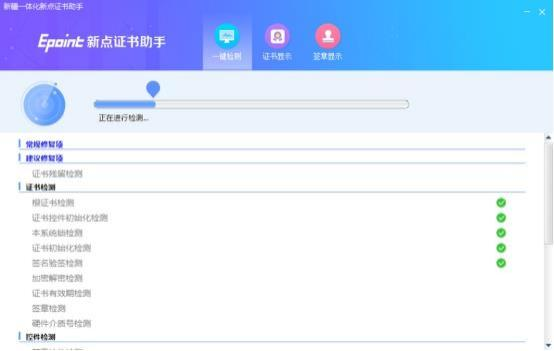 新疆一体化新点证书助手
Epoint 新点证书助手
一键检测
证书显示
签章显示
正在进行检测...
常规修复项
建议修复项
证书残留检测
证书检测
根证书检测
证书控件初始化检测
本系统锁检测
证书初始化检测
签名验签检测
加密解密检测
证书有效期检测
签章检测
硬件介质号检测
控件检测